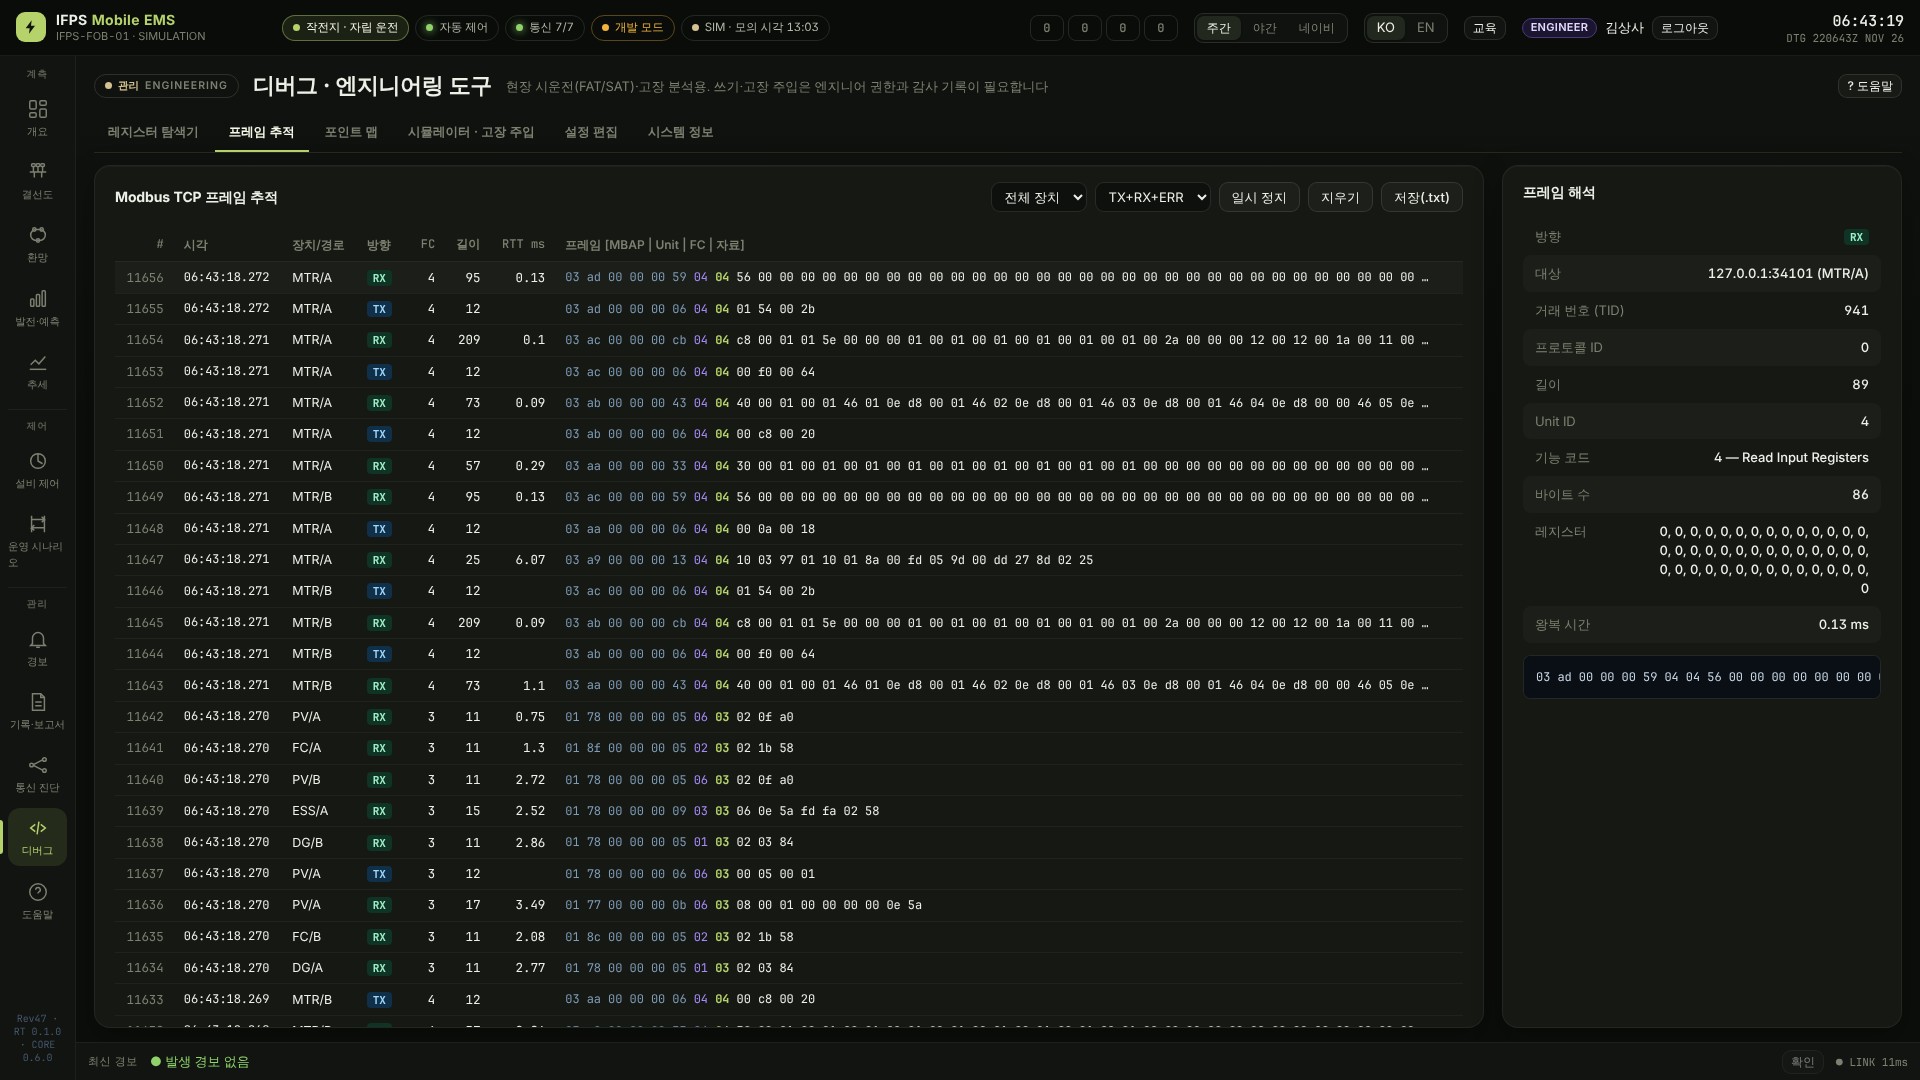 IFPS Mobile EMS
IFPS-FOB-01 · SIMULATION
작전지 · 자립 운전
자동 제어
통신 7/7
개발 모드
SIM · 모의 시각 13:03
0 0 0 0
주간 야간 네이비
KO EN
교육
ENGINEER 김상사 로그아웃
06:43:19
DTG 220643Z NOV 26
계측
개요
결선도
환망
발전·예측
추세
제어
설비 제어
운영 시나리
오
관리
경보
기록·보고서
통신 진단
디버그
도움말
Rev47 ·
RT 0.1.0
· CORE
0.6.0
관리 ENGINEERING
디버그 · 엔지니어링 도구
현장 시운전(FAT/SAT)·고장 분석용. 쓰기·고장 주입은 엔지니어 권한과 감사 기록이 필요합니다
? 도움말
레지스터 탐색기 프레임 추적 포인트 맵 시뮬레이터 · 고장 주입 설정 편집 시스템 정보
Modbus TCP 프레임 추적
전체 장치 TX+RX+ERR 일시 정지 지우기 저장(.txt)
# 시각 장치/경로 방향 FC 길이 RTT ms 프레임 [MBAP | Unit | FC | 자료]
11656 06:43:18.272 MTR/A RX 4 95 0.13 03 ad 00 00 00 59 04 04 56 00 00 00 00 00 00 00 00 00 00 00 00 00 00 00 00 00 00 00 00 00 00 00 00 00 00 00 00 00 00 00 …
11655 06:43:18.272 MTR/A TX 4 12 03 ad 00 00 00 06 04 04 01 54 00 2b
11654 06:43:18.271 MTR/A RX 4 209 0.1 03 ac 00 00 00 cb 04 04 c8 00 01 01 5e 00 00 00 01 00 01 00 01 00 01 00 01 00 01 00 01 00 2a 00 00 00 12 00 12 00 1a 00 11 00 …
11653 06:43:18.271 MTR/A TX 4 12 03 ac 00 00 00 06 04 04 00 f0 00 64
11652 06:43:18.271 MTR/A RX 4 73 0.09 03 ab 00 00 00 43 04 04 40 00 01 00 01 46 01 0e d8 00 01 46 02 0e d8 00 01 46 03 0e d8 00 01 46 04 0e d8 00 00 46 05 0e …
11651 06:43:18.271 MTR/A TX 4 12 03 ab 00 00 00 06 04 04 00 c8 00 20
11650 06:43:18.271 MTR/A RX 4 57 0.29 03 aa 00 00 00 33 04 04 30 00 01 00 01 00 01 00 01 00 01 00 01 00 01 00 01 00 01 00 01 00 00 00 00 00 00 00 00 00 00 00 …
11649 06:43:18.271 MTR/B RX 4 95 0.13 03 ac 00 00 00 59 04 04 56 00 00 00 00 00 00 00 00 00 00 00 00 00 00 00 00 00 00 00 00 00 00 00 00 00 00 00 00 00 00 00 …
11648 06:43:18.271 MTR/A TX 4 12 03 aa 00 00 00 06 04 04 00 0a 00 18
11647 06:43:18.271 MTR/A RX 4 25 6.07 03 a9 00 00 00 13 04 04 10 03 97 01 10 01 8a 00 fd 05 9d 00 dd 27 8d 02 25
11646 06:43:18.271 MTR/B TX 4 12 03 ac 00 00 00 06 04 04 01 54 00 2b
11645 06:43:18.271 MTR/B RX 4 209 0.09 03 ab 00 00 00 cb 04 04 c8 00 01 01 5e 00 00 00 01 00 01 00 01 00 01 00 01 00 01 00 01 00 2a 00 00 00 12 00 12 00 1a 00 11 00 …
11644 06:43:18.271 MTR/B TX 4 12 03 ab 00 00 00 06 04 04 00 f0 00 64
11643 06:43:18.271 MTR/B RX 4 73 1.1 03 aa 00 00 00 43 04 04 40 00 01 00 01 46 01 0e d8 00 01 46 02 0e d8 00 01 46 03 0e d8 00 01 46 04 0e d8 00 00 46 05 0e …
11642 06:43:18.270 PV/A RX 3 11 0.75 01 78 00 00 00 05 06 03 02 0f a0
11641 06:43:18.270 FC/A RX 3 11 1.3 01 8f 00 00 00 05 02 03 02 1b 58
11640 06:43:18.270 PV/B RX 3 11 2.72 01 78 00 00 00 05 06 03 02 0f a0
11639 06:43:18.270 ESS/A RX 3 15 2.52 01 78 00 00 00 09 03 03 06 0e 5a fd fa 02 58
11638 06:43:18.270 DG/B RX 3 11 2.86 01 78 00 00 00 05 01 03 02 03 84
11637 06:43:18.270 PV/A TX 3 12 01 78 00 00 00 06 06 03 00 05 00 01
11636 06:43:18.270 PV/A RX 3 17 3.49 01 77 00 00 00 0b 06 03 08 00 01 00 00 00 00 0e 5a
11635 06:43:18.270 FC/B RX 3 11 2.08 01 8c 00 00 00 05 02 03 02 1b 58
11634 06:43:18.270 DG/A RX 3 11 2.77 01 78 00 00 00 05 01 03 02 03 84
11633 06:43:18.269 MTR/B TX 4 12 03 aa 00 00 00 06 04 04 00 c8 00 20
프레임 해석
방향 RX
대상 127.0.0.1:34101 (MTR/A)
거래 번호 (TID) 941
프로토콜 ID 0
길이 89
Unit ID 4
기능 코드 4 — Read Input Registers
바이트 수 86
레지스터 0, 0, 0, 0, 0, 0, 0, 0, 0, 0, 0, 0, 0, 0,
0, 0, 0, 0, 0, 0, 0, 0, 0, 0, 0, 0, 0, 0,
0, 0, 0, 0, 0, 0, 0, 0, 0, 0, 0, 0, 0, 0,
0
왕복 시간 0.13 ms
03 ad 00 00 00 59 04 04 56 00 00 00 00 00 00 00
최신 경보 발생 경보 없음
확인 LINK 11ms